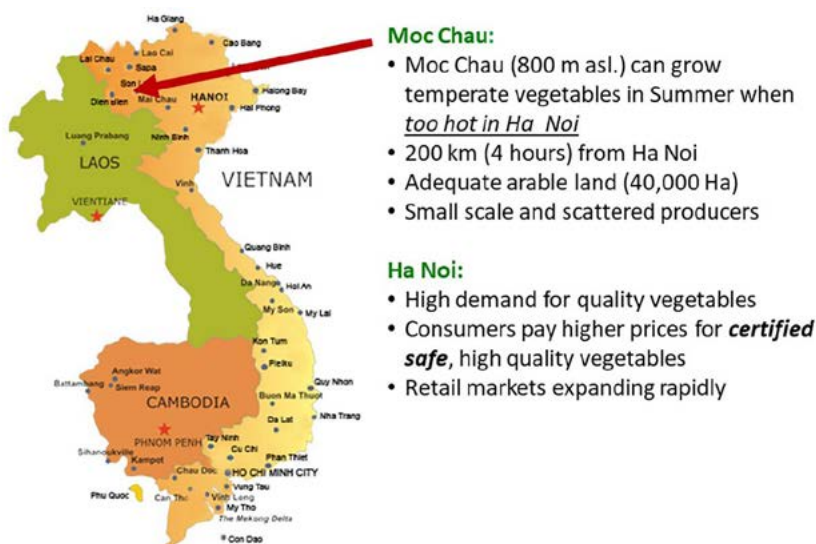 Moc Chau:
• Moc Chau (800 m asl.) can grow
temperate vegetables in Summer when
too hot in Ha Noi
• 200 km (4 hours) from Ha Noi
• Adequate arable land (40,000 Ha)
• Small scale and scattered producers
Ha Noi:
• High demand for quality vegetables
• Consumers pay higher prices for certified
safe, high quality vegetables
• Retail markets expanding rapidly
Ha Giang
Cao Bang
Lao Cai
Lai Chau
Sapa
Son
Dien Bien
Mai Chau
HANOI
Halong Bay
Hai Phong
Luang Prabang
Ninh Binh
Thanh Hoa
LAOS
VIETNAM
Vinh
VIENTIANE
Quang Binh
Hue
Da Nang
Hoi An
My Son
My Lai
Kon Tum
Pleiku
Angkor Wat
Siem Reap
Battambang
Quy Nhon
CAMBODIA
Buon Ma Thuot
Nha Trang
Da Lat
PHNOM PENH
Tay Ninh
Sihanoukville
Cu Chi
Kampot
Phan Thiet
Chau Doc
HO CHI MINH CITY
Phu Quoc
Vung Tau
Can Tho
Vinh Long
My Tho
The Mekong Delta
Con Dao